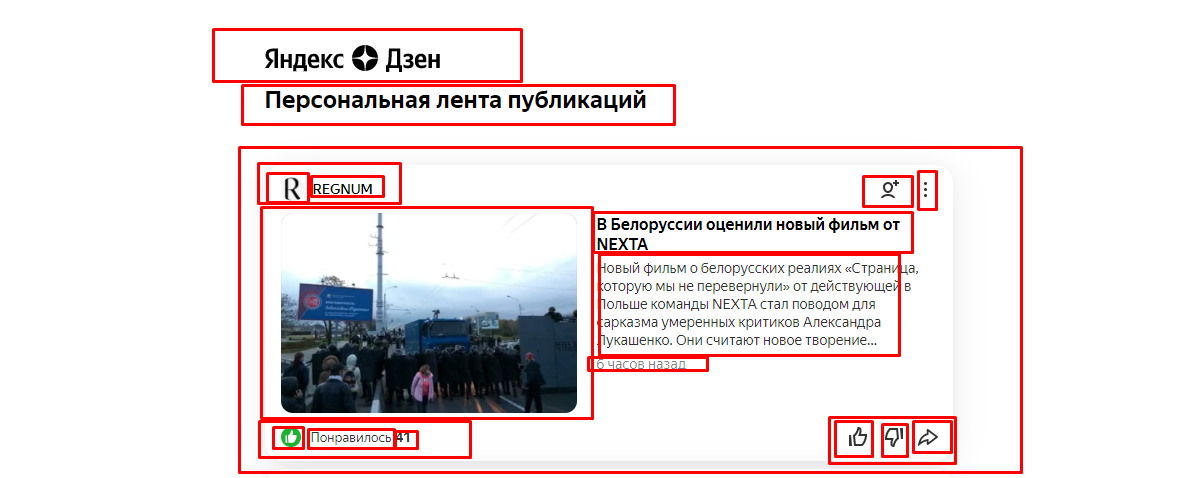 Яндекс Дзен
Персональная лента публикаций
R REGNUM
В Белоруссии оценили новый фильм от
NEXTA
Новый фильм о белорусских реалиях «Страница,
которую мы не перевернули» от действующей в
Польше команды NEXTA стал поводом для
сарказма умеренных критиков Александра
Лукашенко. Они считают новое творение...
6 часов назад
Понравилось 41